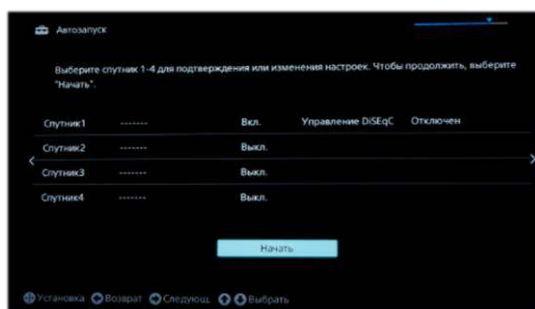 Автозапуск
Выберите спутник 1-4 для подтверждения или изменения настроек. Чтобы продолжить, выберите
"Начать".
Спутник1 ------- Вкл. Управление DiSEqC Отключен
Спутник2 ------- Выкл.
Спутник3 ------- Выкл.
Спутник4 ------- Выкл.
Начать
Установка Возврат Следующ. Выбрать